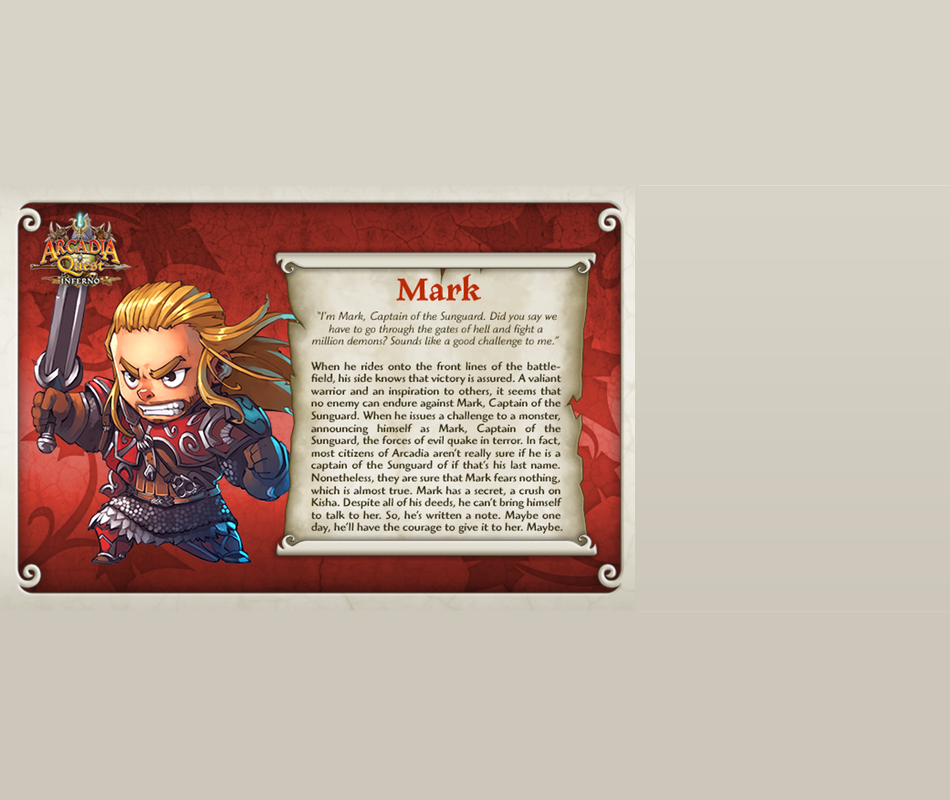 ARCADIA
Quest
INFERNO
Mark
"I'm Mark, Captain of the Sunguard. Did you say we
have to go through the gates of hell and fight a
million demons? Sounds like a good challenge to me."
When he rides onto the front lines of the battle-
field, his side knows that victory is assured. A valiant
warrior and an inspiration to others, it seems that
no enemy can endure against Mark, Captain of the
Sunguard. When he issues a challenge to a monster,
announcing himself as Mark, Captain of the
Sunguard, the forces of evil quake in terror. In fact,
most citizens of Arcadia aren't really sure if he is a
captain of the Sunguard of if that's his last name.
Nonetheless, they are sure that Mark fears nothing,
which is almost true. Mark has a secret, a crush on
Kisha. Despite all of his deeds, he can't bring himself
to talk to her. So, he's written a note. Maybe one
day, he'll have the courage to give it to her. Maybe.